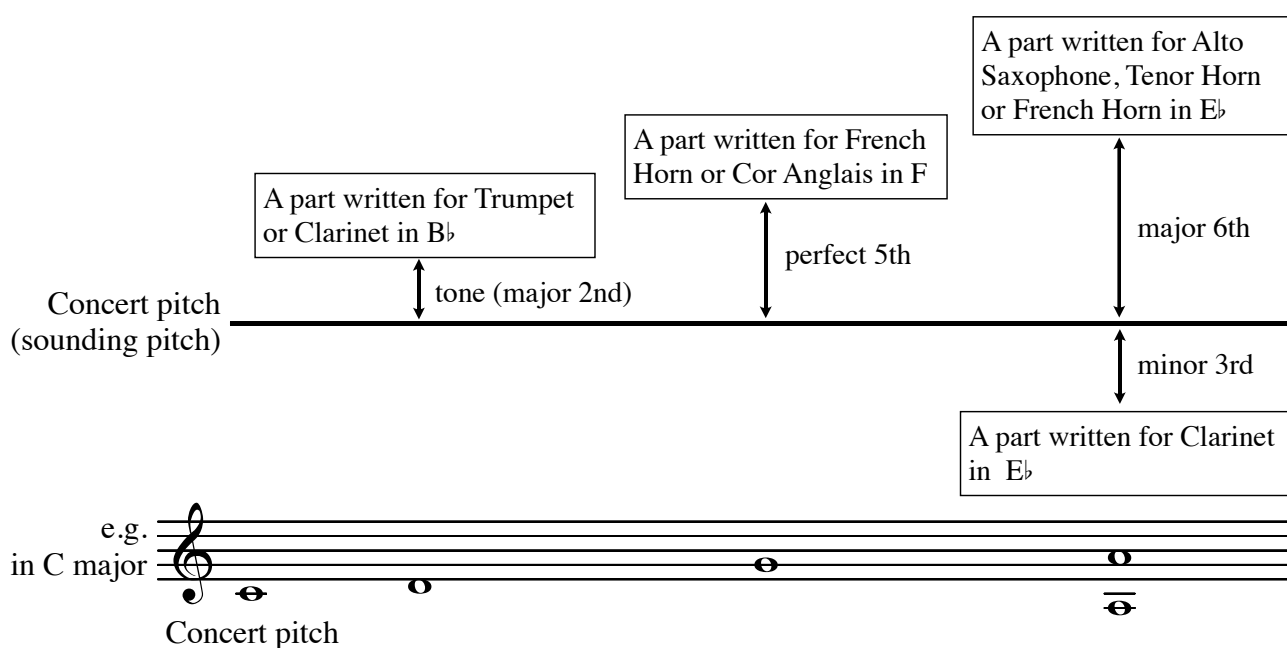 A part written for Alto
Saxophone, Tenor Horn
or French Horn in E♭
A part written for French
Horn or Cor Anglais in F
A part written for Trumpet
or Clarinet in B♭
major 6th
perfect 5th
tone (major 2nd)
Concert pitch
(sounding pitch)
minor 3rd
A part written for Clarinet
in E♭
e.g.
in C major
Concert pitch